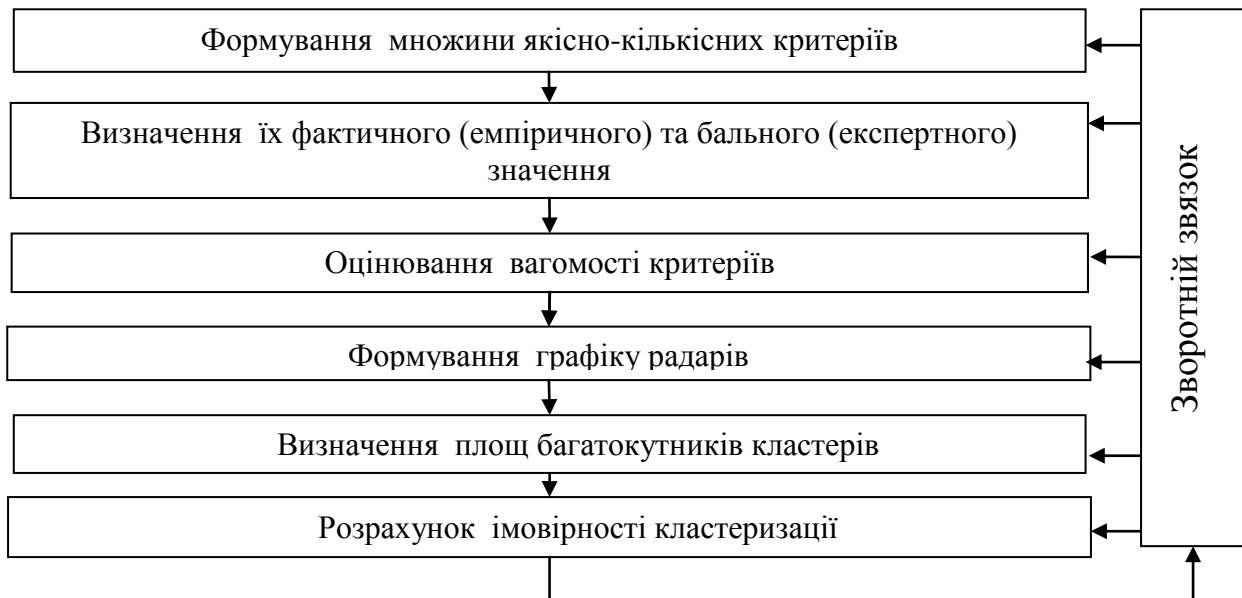 Формування множини якісно-кількісних критеріїв
Визначення їх фактичного (емпіричного) та бального (експертного)
значення
Оцінювання вагомості критеріїв
Формування графіку радарів
Визначення площ багатокутників кластерів
Розрахунок імовірності кластеризації
Зворотній звязок